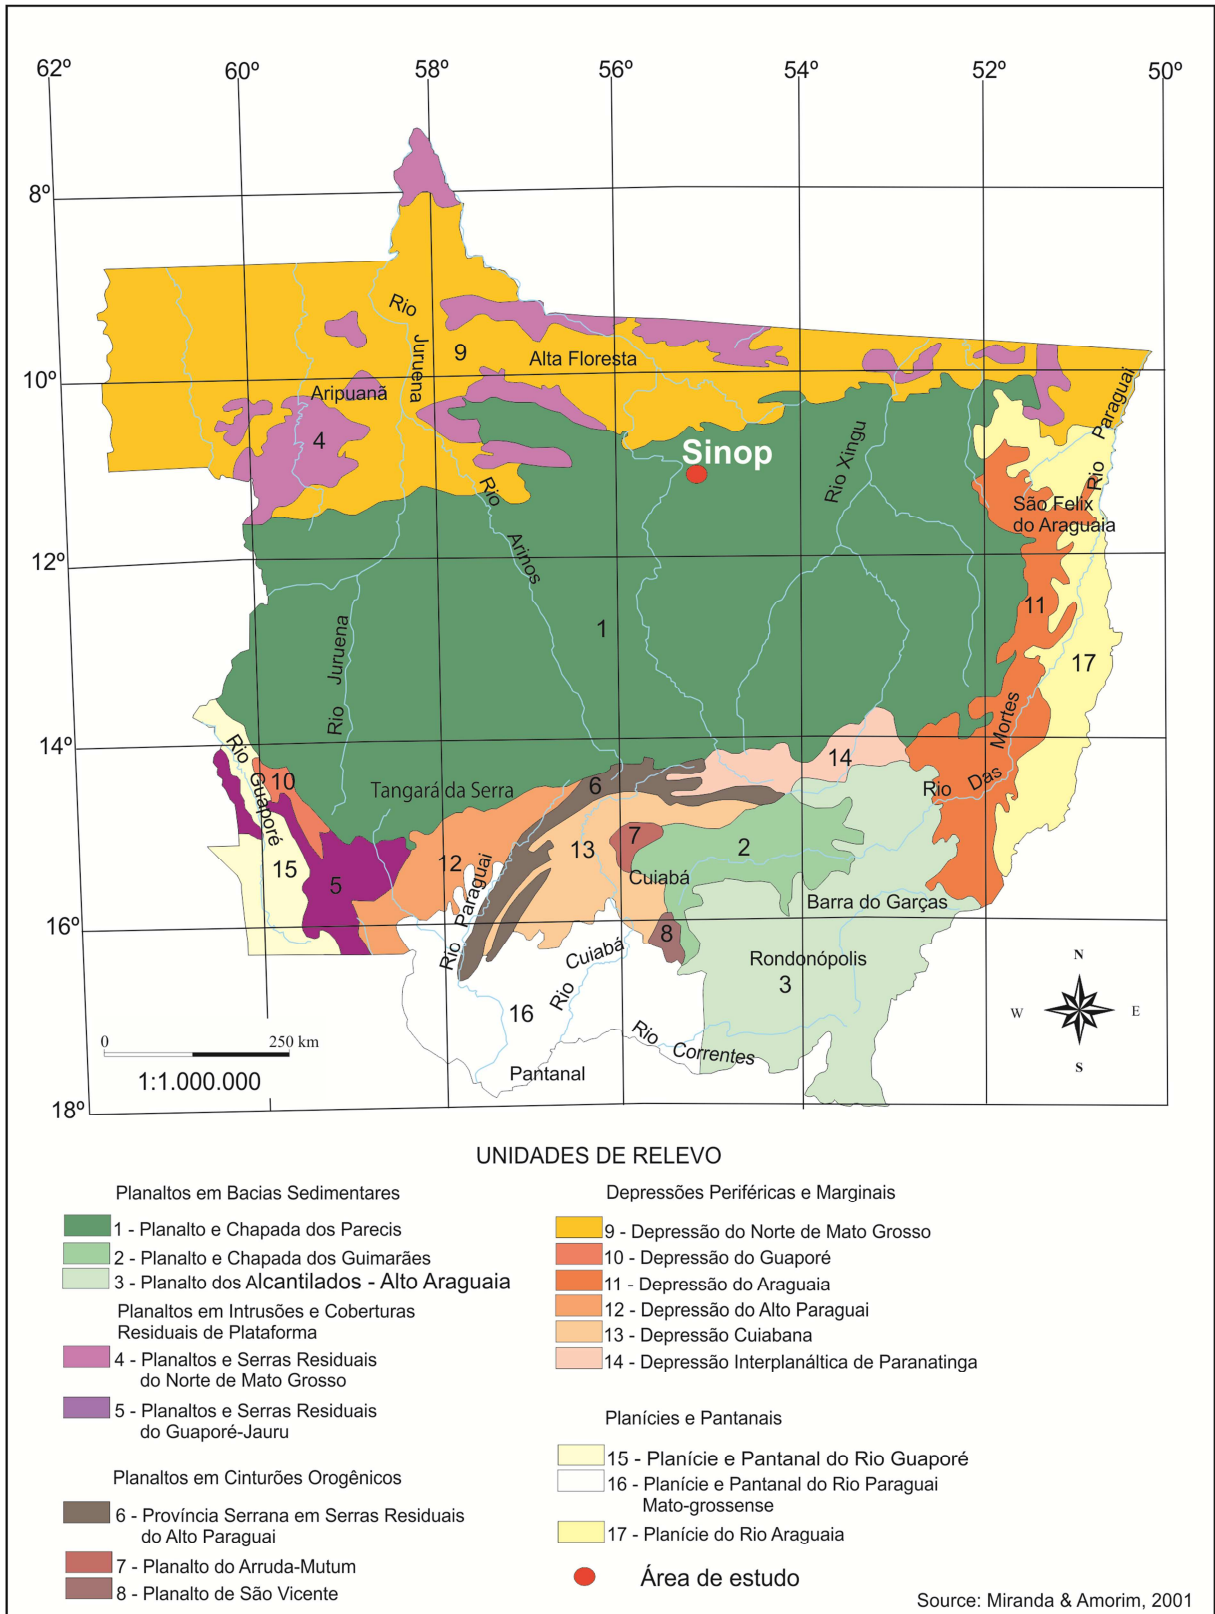 62º 60º 58º 56º 54º 52º 50º
8º
Rio
Juruena
9
Alta Floresta
10º
Aripuanã
4
Paraguai
Rio
Sinop
Rio Xingu
Rio
Arinos
São Felix
do Araguaia
12º
11
1
Rio Juruena
17
Mortes
14º
Rio
Guaporé
10
Tangará da Serra
6
14
Rio
Das
7
2
13
12
15
5
Cuiabá
Barra do Garças
Rio Paraguai
16º
8
Rio
Cuiabá
Rondonópolis
3
16
Rio
Correntes
Pantanal
N
W E
S
0 250 km
1:1.000.000
18º
UNIDADES DE RELEVO
Planaltos em Bacias Sedimentares
1 - Planalto e Chapada dos Parecis
2 - Planalto e Chapada dos Guimarães
3 - Planalto dos Alcantilados - Alto Araguaia
Planaltos em Intrusões e Coberturas
Residuais de Plataforma
4 - Planaltos e Serras Residuais
do Norte de Mato Grosso
5 - Planaltos e Serras Residuais
do Guaporé-Jauru
Planaltos em Cinturões Orogênicos
6 - Província Serrana em Serras Residuais
do Alto Paraguai
7 - Planalto do Arruda-Mutum
8 - Planalto de São Vicente
Depressões Periféricas e Marginais
9 - Depressão do Norte de Mato Grosso
10 - Depressão do Guaporé
11 - Depressão do Araguaia
12 - Depressão do Alto Paraguai
13 - Depressão Cuiabana
14 - Depressão Interplanáltica de Paranatinga
Planícies e Pantanais
15 - Planície e Pantanal do Rio Guaporé
16 - Planície e Pantanal do Rio Paraguai
Mato-grossense
17 - Planície do Rio Araguaia
Área de estudo
Source: Miranda & Amorim, 2001